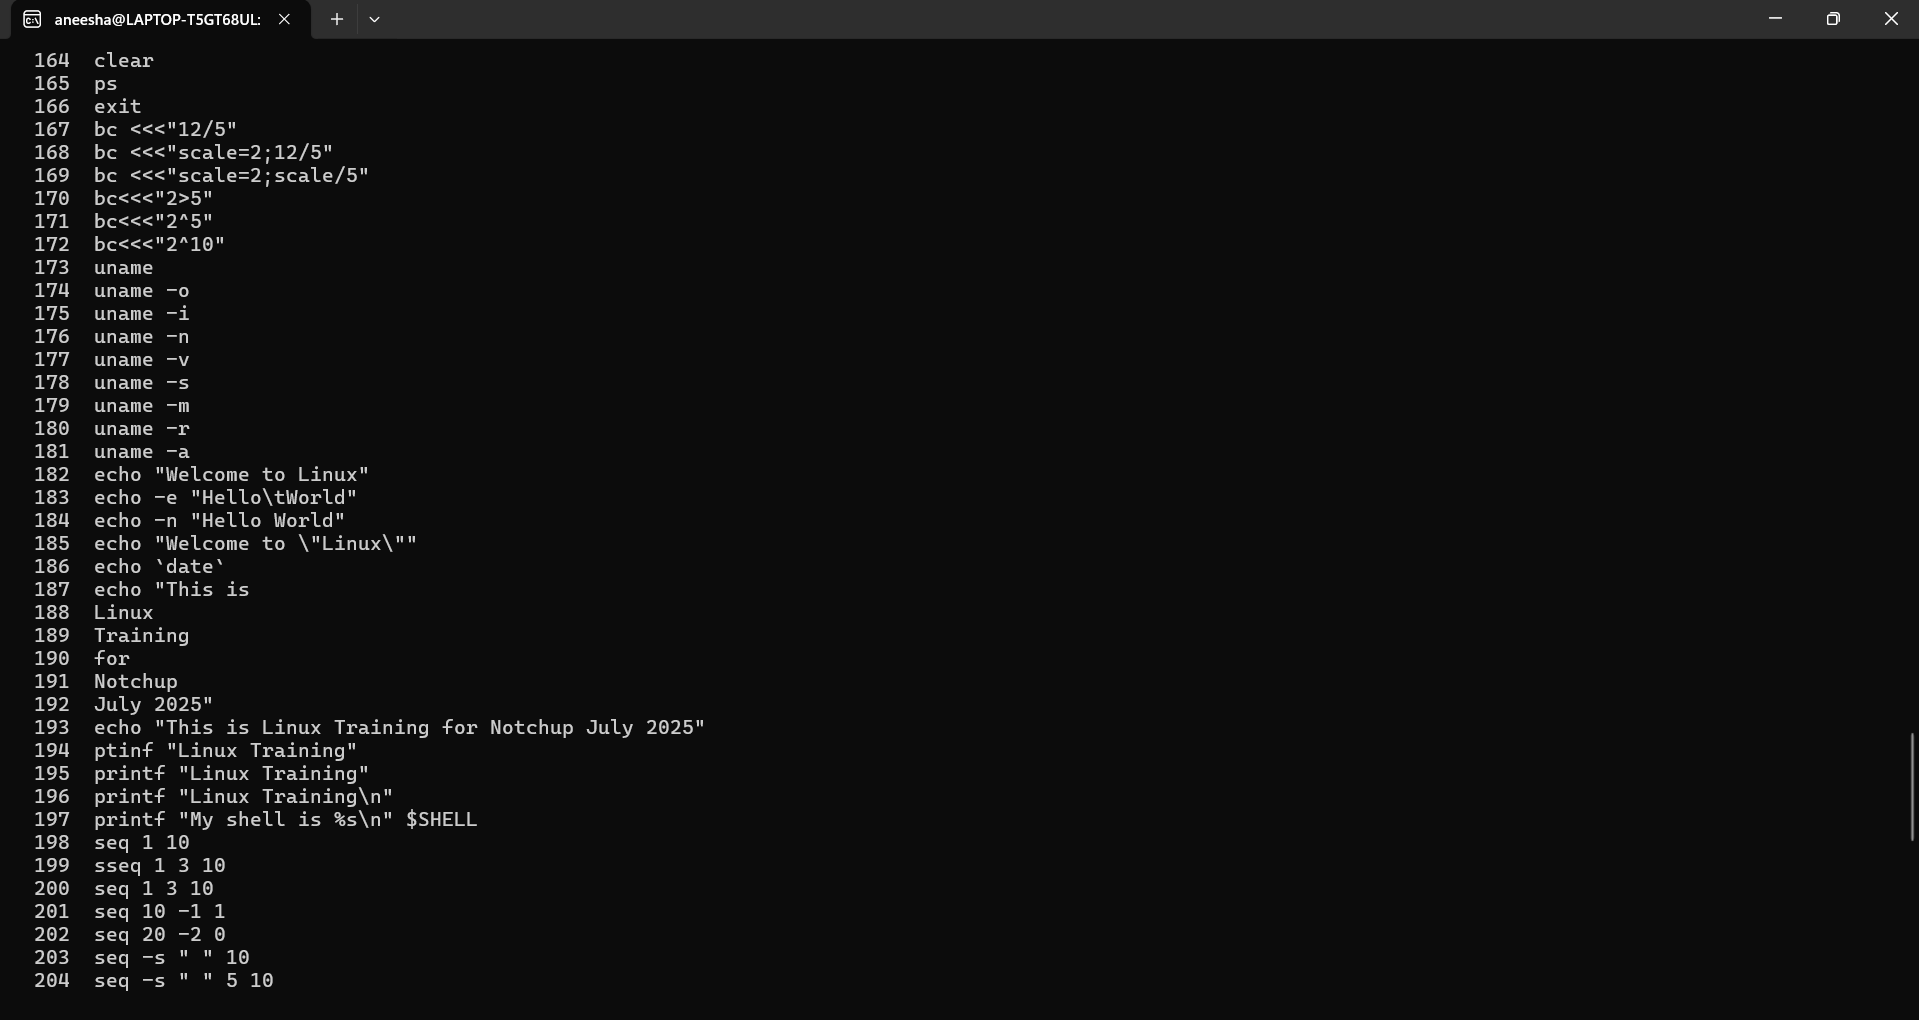 aneesha@LAPTOP-T5GT68UL:
164 clear
165 ps
166 exit
167 bc <<<"12/5"
168 bc <<<"scale=2;12/5"
169 bc <<<"scale=2;scale/5"
170 bc<<<"2>5"
171 bc<<<"2^5"
172 bc<<<"2^10"
173 uname
174 uname -o
175 uname -i
176 uname -n
177 uname -v
178 uname -s
179 uname -m
180 uname -r
181 uname -a
182 echo "Welcome to Linux"
183 echo -e "Hello\tWorld"
184 echo -n "Hello World"
185 echo "Welcome to \"Linux\""
186 echo `date`
187 echo "This is
188 Linux
189 Training
190 for
191 Notchup
192 July 2025"
193 echo "This is Linux Training for Notchup July 2025"
194 ptinf "Linux Training"
195 printf "Linux Training"
196 printf "Linux Training\n"
197 printf "My shell is %s\n" $SHELL
198 seq 1 10
199 sseq 1 3 10
200 seq 1 3 10
201 seq 10 -1 1
202 seq 20 -2 0
203 seq -s " " 10
204 seq -s " " 5 10